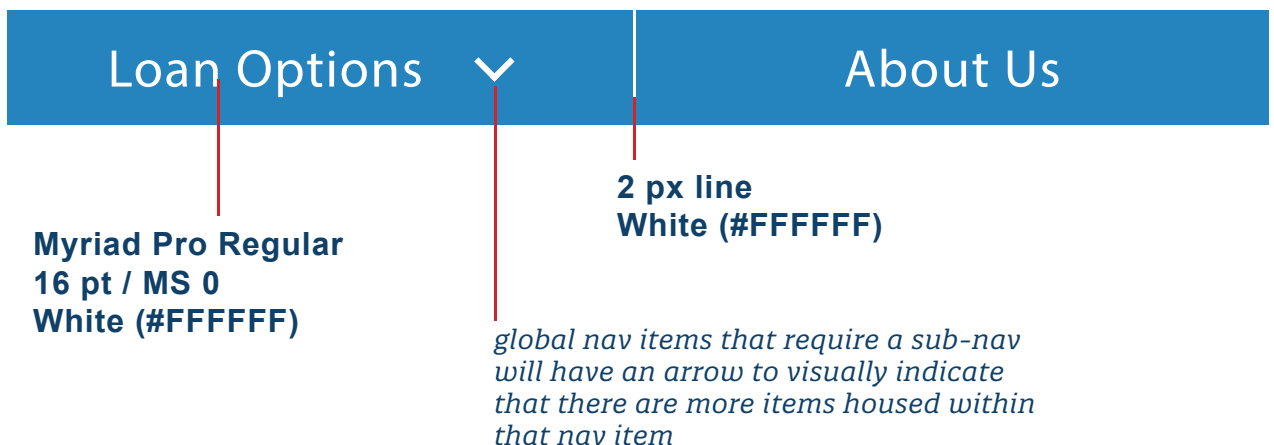 Loan Options
About Us
2 px line
White (#FFFFFF)
Myriad Pro Regular
16 pt / MS 0
White (#FFFFFF)
global nav items that require a sub-nav
will have an arrow to visually indicate
that there are more items housed within
that nav item